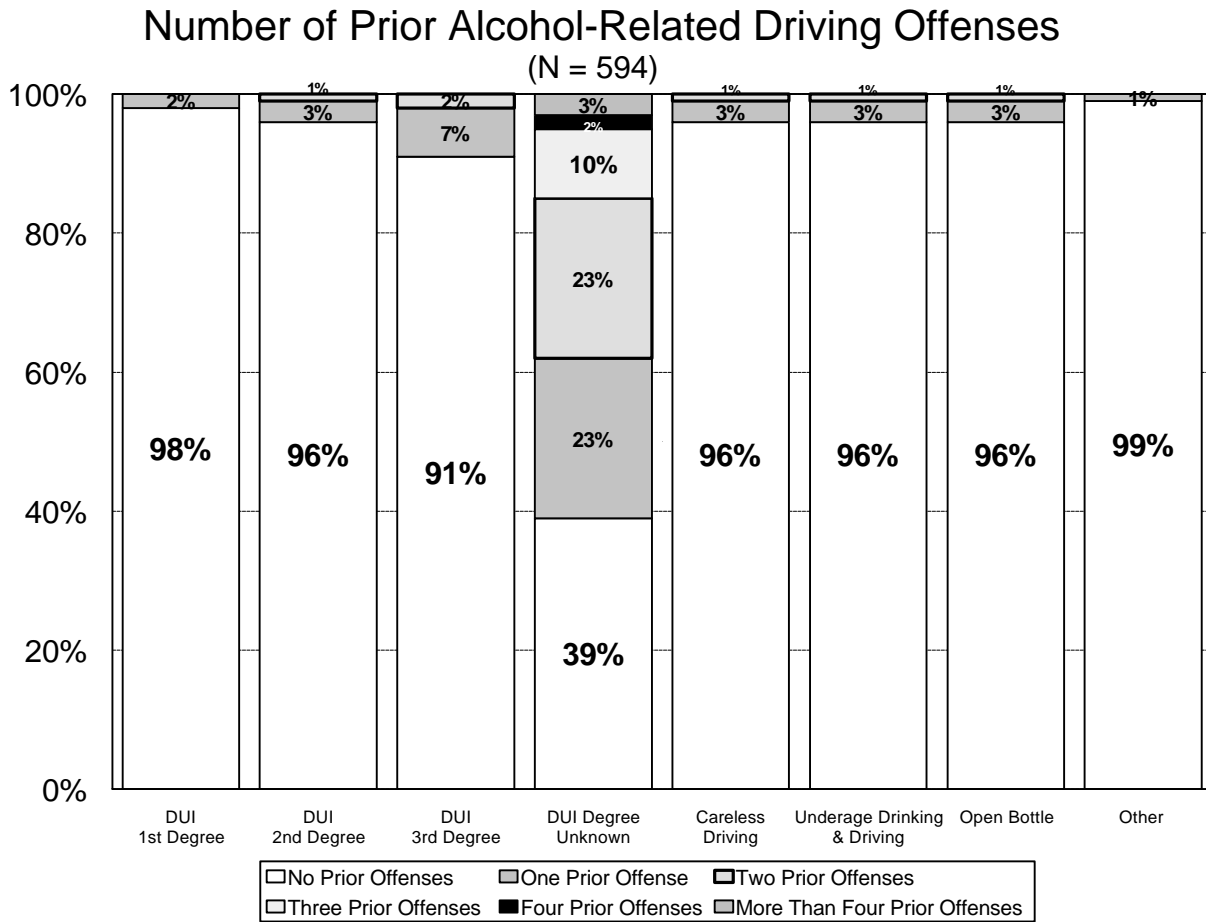 Number of Prior Alcohol-Related Driving Offenses
(N = 594)
100%
80%
60%
40%
20%
0%
2%
98%
1%
3%
96%
2%
7%
91%
3%
2%
10%
23%
23%
39%
1%
3%
96%
1%
3%
96%
1%
3%
96%
1%
99%
DUI
1st Degree
DUI
2nd Degree
DUI
3rd Degree
DUI Degree
Unknown
Careless
Driving
Underage Drinking
& Driving
Open Bottle
Other
No Prior Offenses
One Prior Offense
Two Prior Offenses
Three Prior Offenses
Four Prior Offenses
More Than Four Prior Offenses